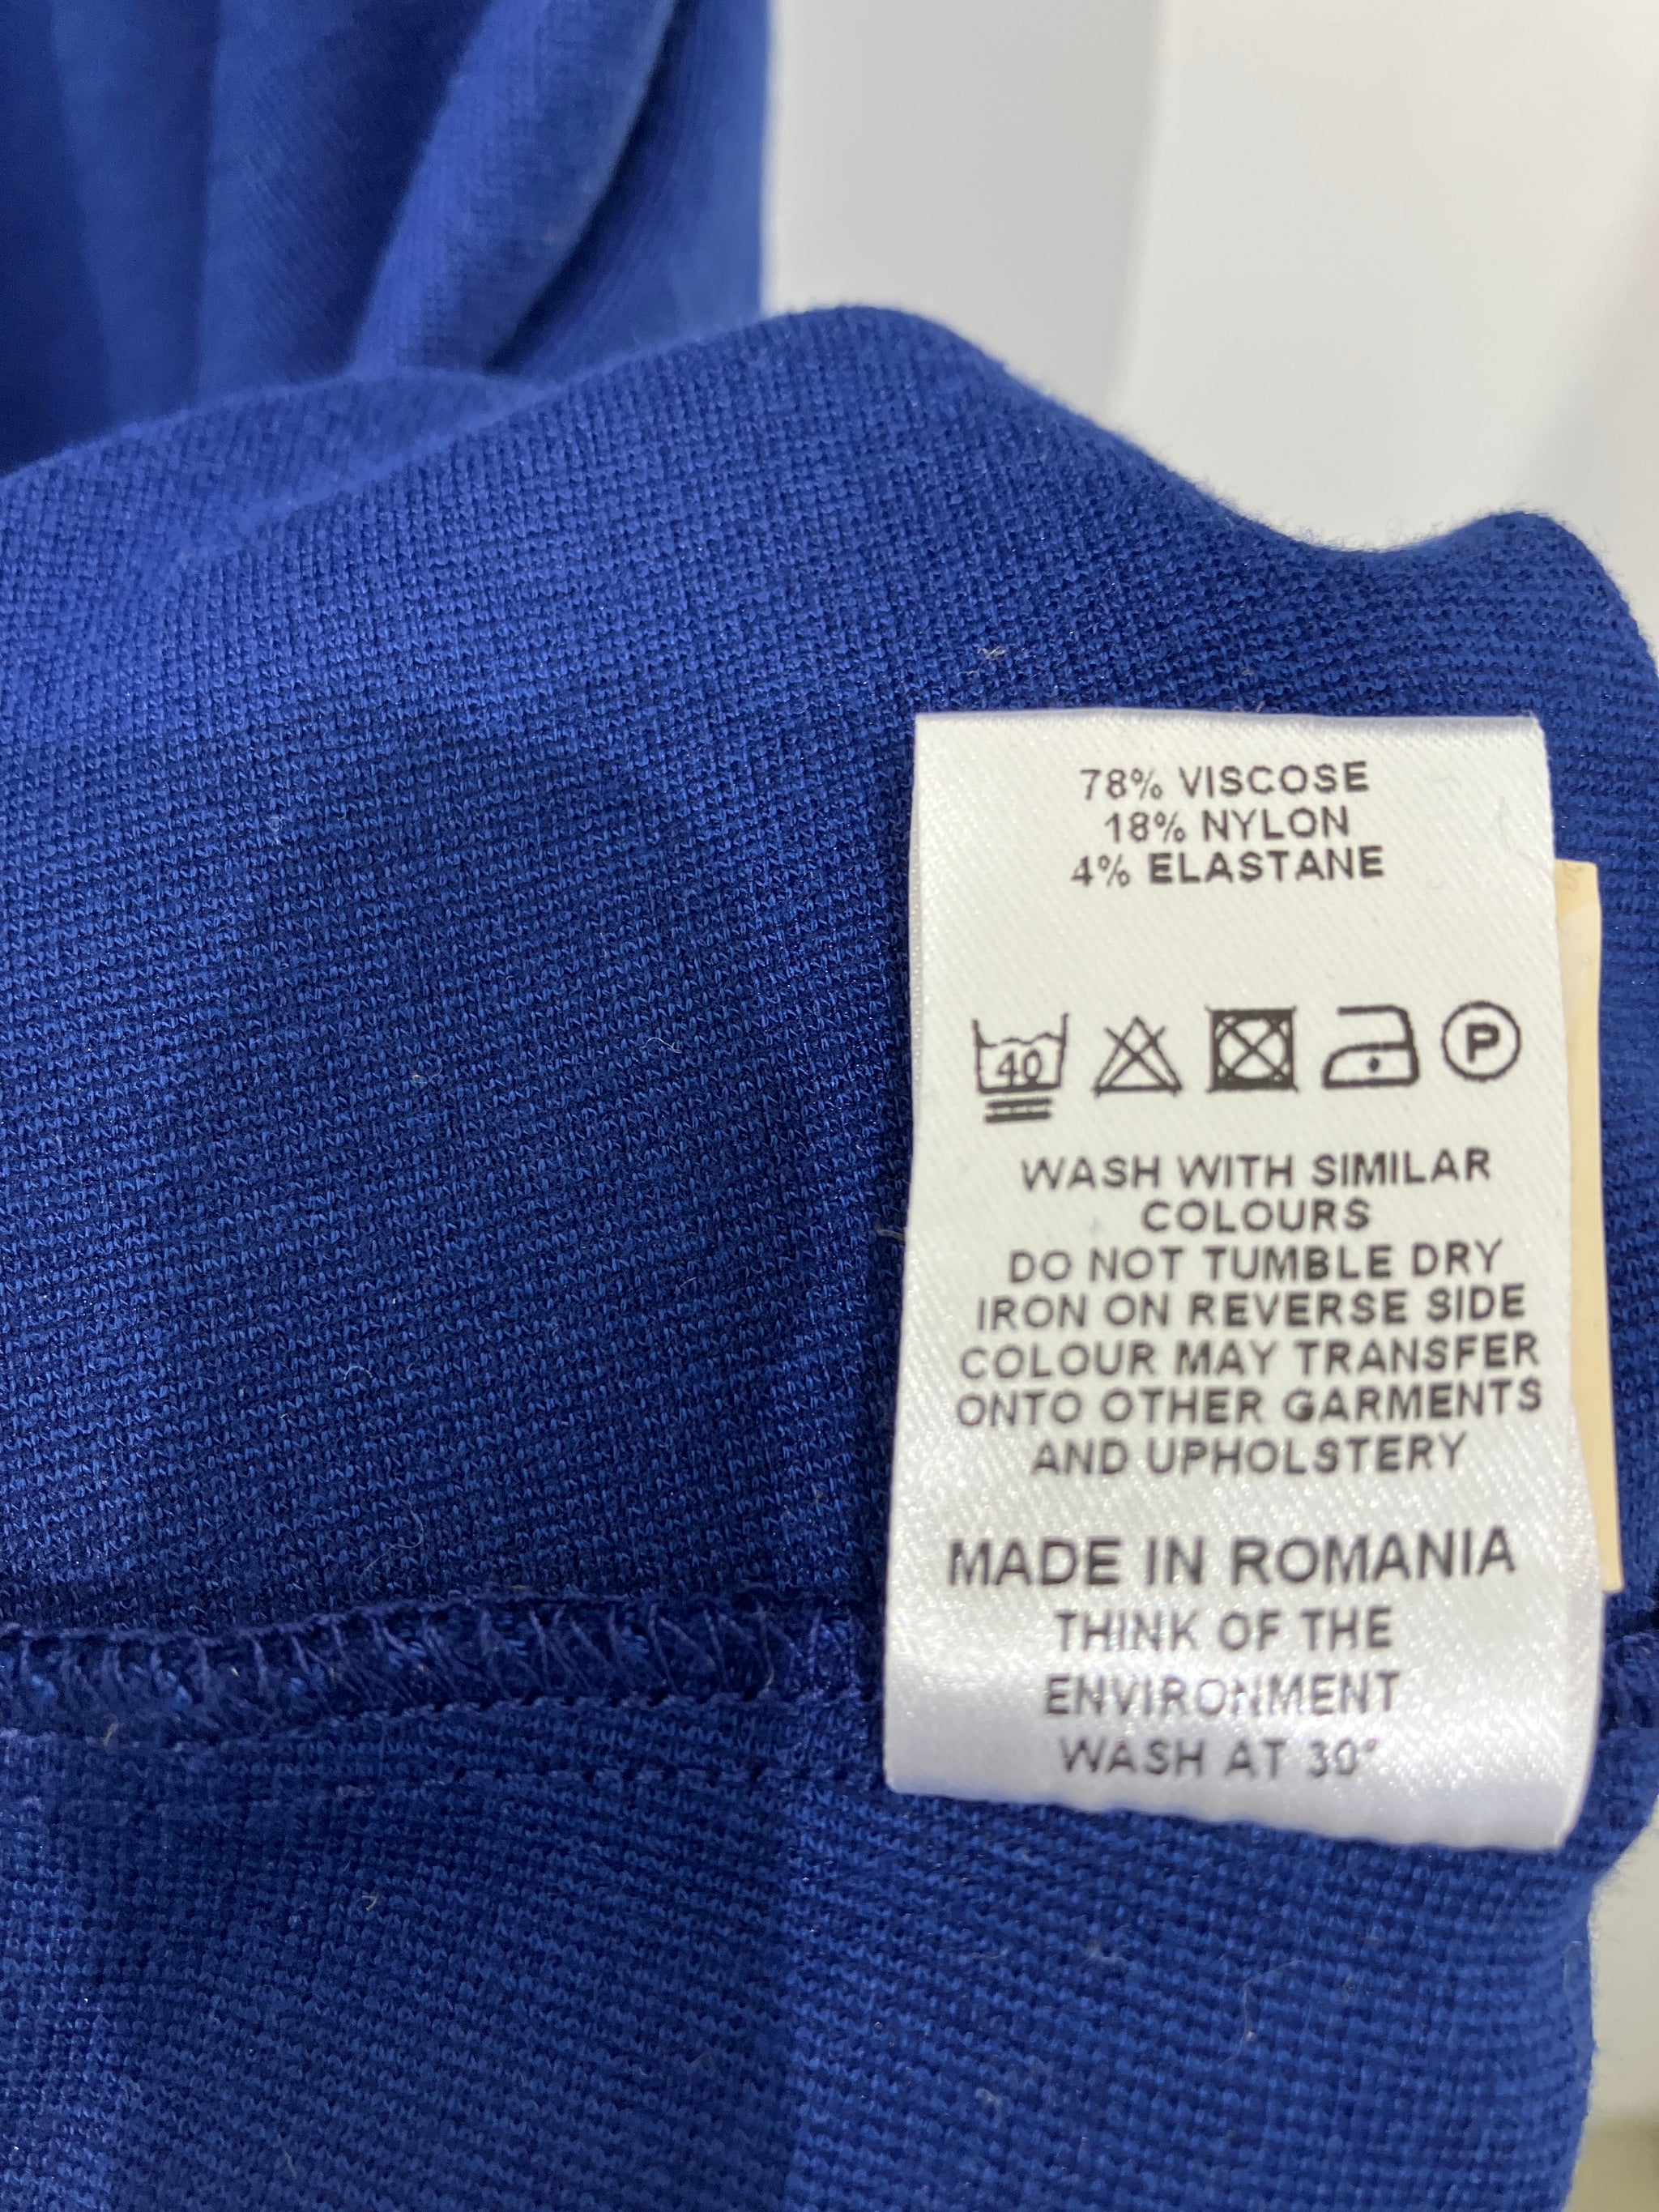 78% VISCOSE
18% NYLON
4% ELASTANE
40
P
WASH WITH SIMILAR
COLOURS
DO NOT TUMBLE DRY
IRON ON REVERSE SIDE
COLOUR MAY TRANSFER
ONTO OTHER GARMENTS
AND UPHOLSTERY
MADE IN ROMANIA
THINK OF THE
ENVIRONMENT
WASH AT 30°